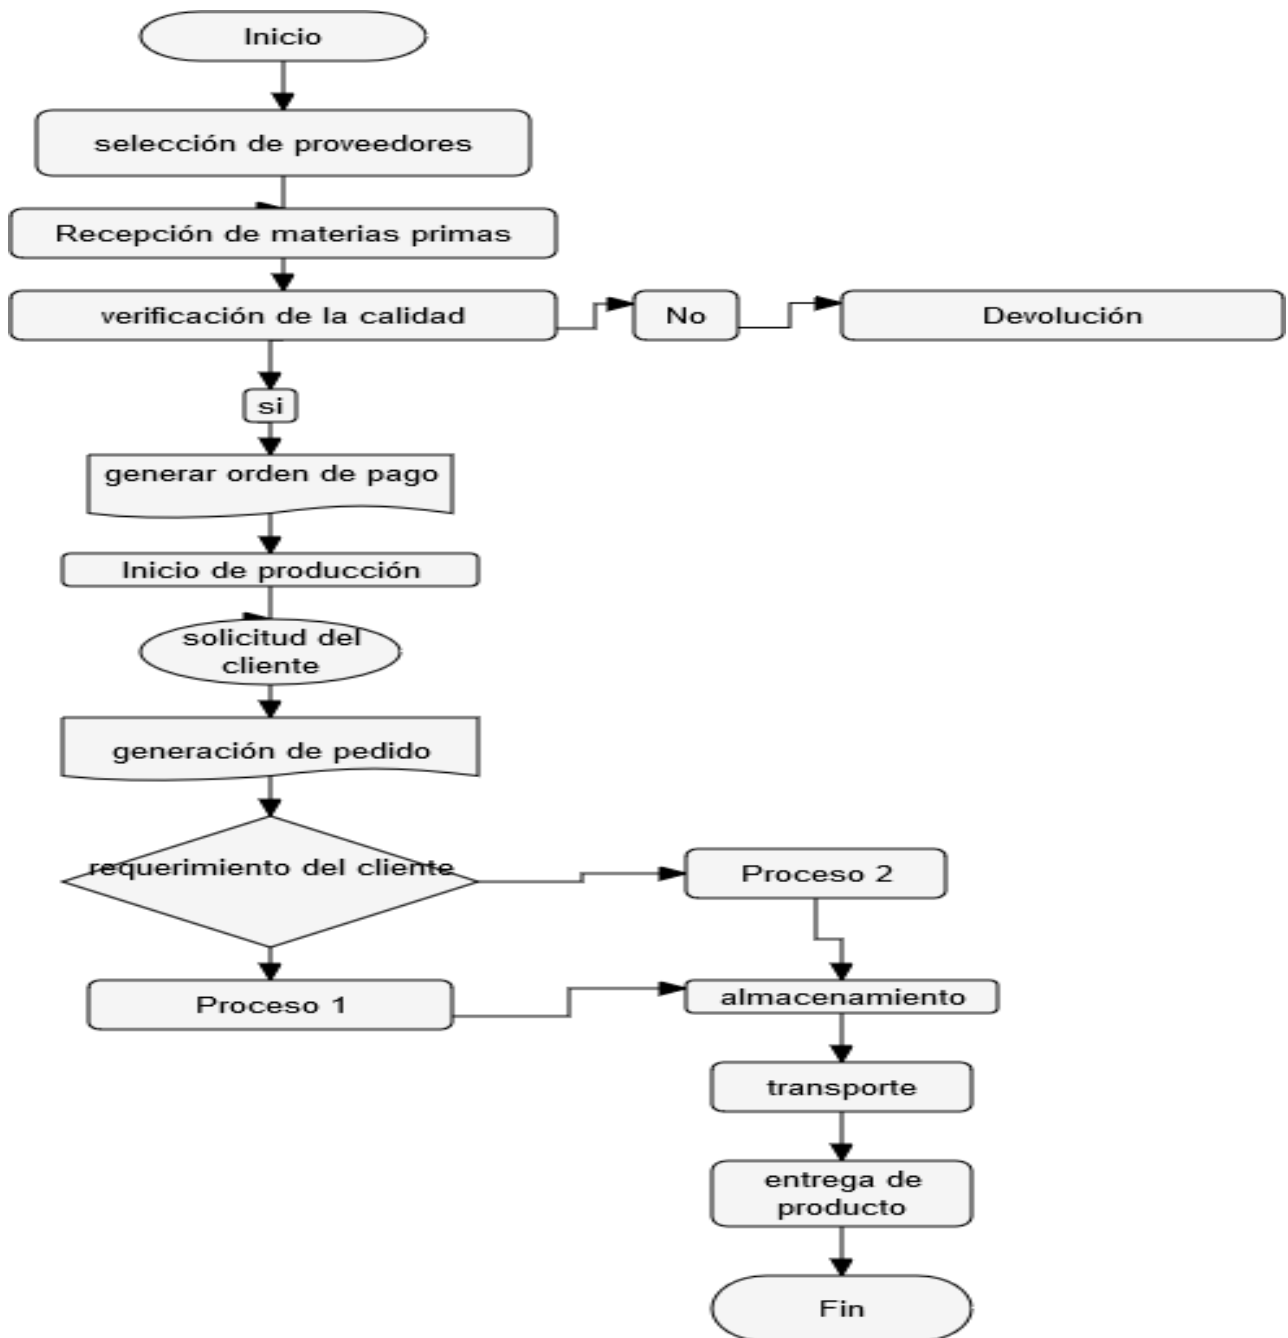 Inicio
selección de proveedores
Recepción de materias primas
verificación de la calidad
No
Devolución
si
generar orden de pago
Inicio de producción
solicitud del
cliente
generación de pedido
requerimiento del cliente
Proceso 2
Proceso 1
almacenamiento
transporte
entrega de
producto
Fin